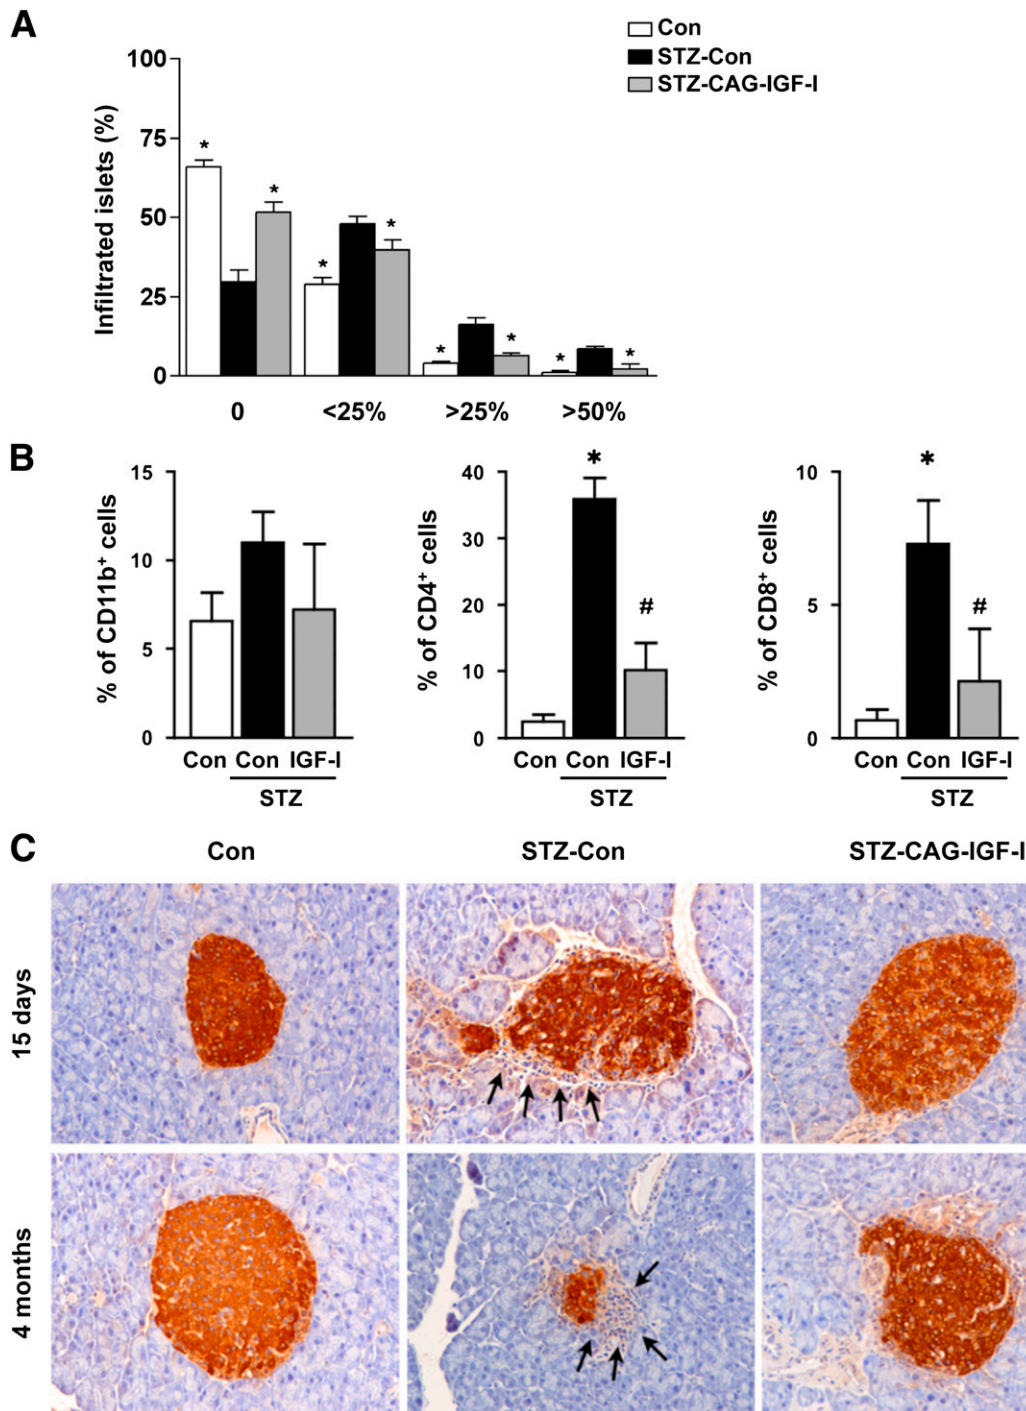 A
Con
STZ-Con
STZ-CAG-IGF-I
Infiltrated islets (%)
100
75
50
25
0
* * * * * * * *
0 <25% >25% >50%
B
% of CD11b⁺ cells
15
10
5
0
Con Con IGF-I
STZ
% of CD4⁺ cells
40
30
20
10
0
*
#
Con Con IGF-I
STZ
% of CD8⁺ cells
10
5
0
*
#
Con Con IGF-I
STZ
C
Con STZ-Con STZ-CAG-IGF-I
15 days
4 months